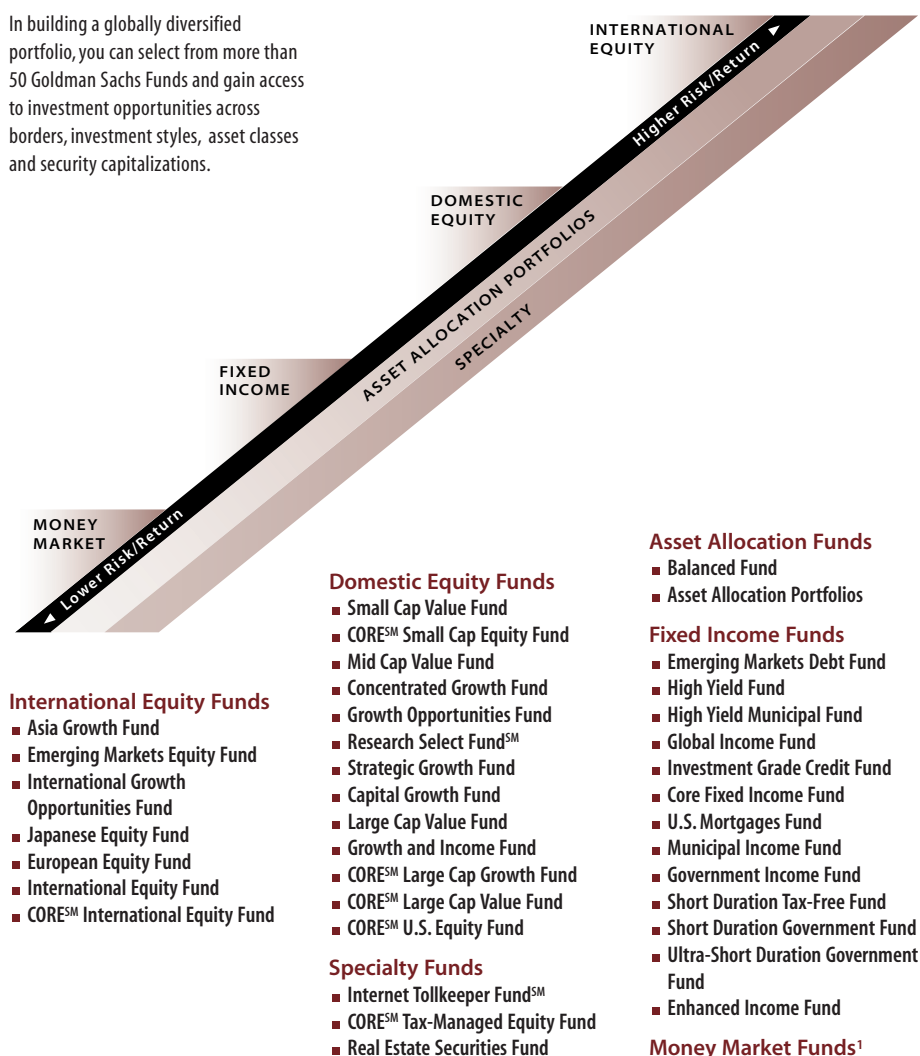 In building a globally diversified
portfolio, you can select from more than
50 Goldman Sachs Funds and gain access
to investment opportunities across
borders, investment styles, asset classes
and security capitalizations.
INTERNATIONAL
EQUITY
Higher Risk/Return
DOMESTIC
EQUITY
ASSET ALLOCATION PORTFOLIOS
SPECIALTY
FIXED
INCOME
MONEY
MARKET
Lower Risk/Return
International Equity Funds
■ Asia Growth Fund
■ Emerging Markets Equity Fund
■ International Growth
Opportunities Fund
■ Japanese Equity Fund
■ European Equity Fund
■ International Equity Fund
■ CORE℠ International Equity Fund
Domestic Equity Funds
■ Small Cap Value Fund
■ CORE℠ Small Cap Equity Fund
■ Mid Cap Value Fund
■ Concentrated Growth Fund
■ Growth Opportunities Fund
■ Research Select Fund℠
■ Strategic Growth Fund
■ Capital Growth Fund
■ Large Cap Value Fund
■ Growth and Income Fund
■ CORE℠ Large Cap Growth Fund
■ CORE℠ Large Cap Value Fund
■ CORE℠ U.S. Equity Fund
Specialty Funds
■ Internet Tollkeeper Fund℠
■ CORE℠ Tax-Managed Equity Fund
■ Real Estate Securities Fund
Asset Allocation Funds
■ Balanced Fund
■ Asset Allocation Portfolios
Fixed Income Funds
■ Emerging Markets Debt Fund
■ High Yield Fund
■ High Yield Municipal Fund
■ Global Income Fund
■ Investment Grade Credit Fund
■ Core Fixed Income Fund
■ U.S. Mortgages Fund
■ Municipal Income Fund
■ Government Income Fund
■ Short Duration Tax-Free Fund
■ Short Duration Government Fund
■ Ultra-Short Duration Government
Fund
■ Enhanced Income Fund
Money Market Funds¹